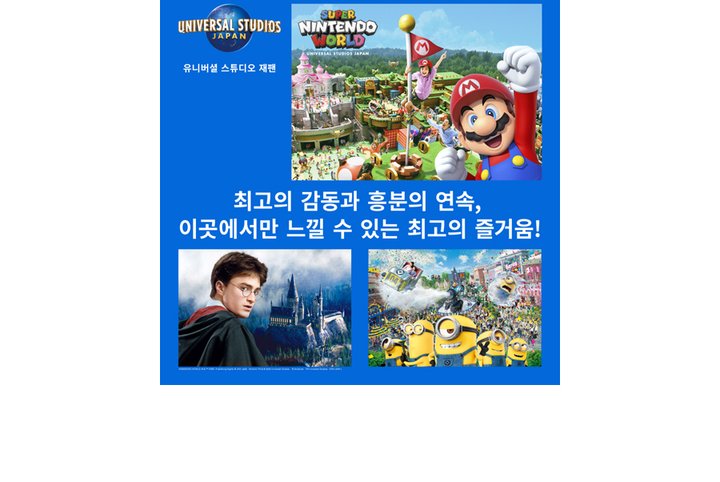 UNIVERSAL STUDIOS
JAPAN
유니버셜 스튜디오 재팬
SUPER
NINTENDO
WORLD
UNIVERSAL STUDIOS JAPAN
최고의 감동과 흥분의 연속,
이곳에서만 느낄 수 있는 최고의 즐거움!